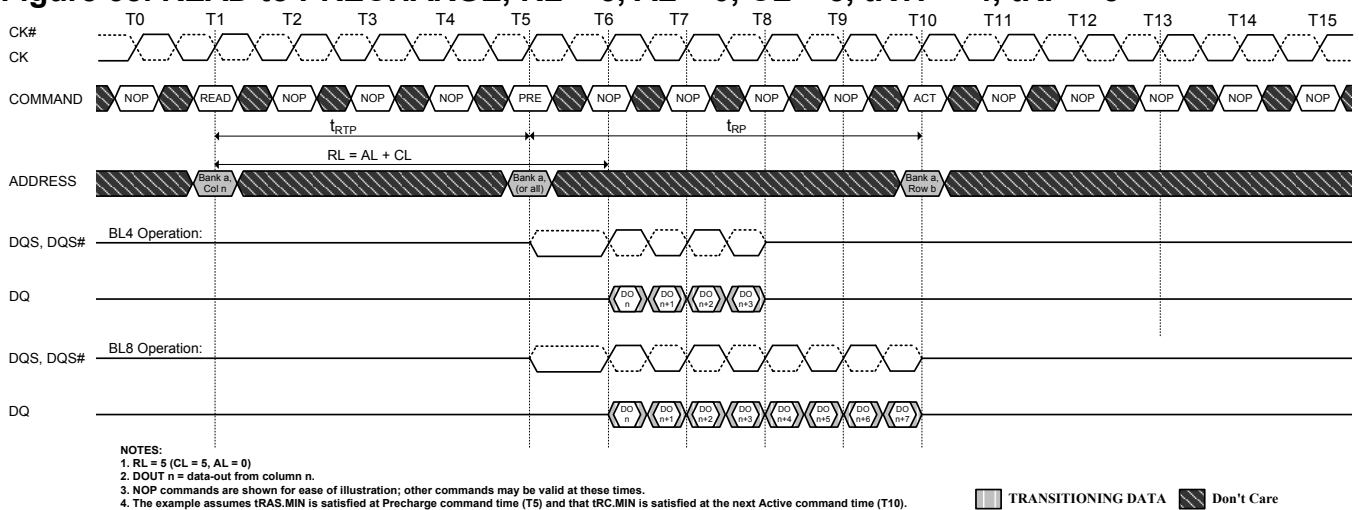 T0 T1 T2 T3 T4 T5 T6 T7 T8 T9 T10 T11 T12 T13 T14 T15
CK#
CK
COMMAND NOP READ NOP NOP NOP PRE NOP NOP NOP NOP ACT NOP NOP NOP NOP NOP
tRTP tRP
RL = AL + CL
ADDRESS Bank a, Col n Bank a, (or all) Bank a, Row b
BL4 Operation:
DQS, DQS#
DQ DO n DO n+1 DO n+2 DO n+3
BL8 Operation:
DQS, DQS#
DQ DO n DO n+1 DO n+2 DO n+3 DO n+4 DO n+5 DO n+6 DO n+7
NOTES:
1. RL = 5 (CL = 5, AL = 0)
2. DOUT n = data-out from column n.
3. NOP commands are shown for ease of illustration; other commands may be valid at these times.
4. The example assumes tRAS.MIN is satisfied at Precharge command time (T5) and that tRC.MIN is satisfied at the next Active command time (T10).
TRANSITIONING DATA Don't Care